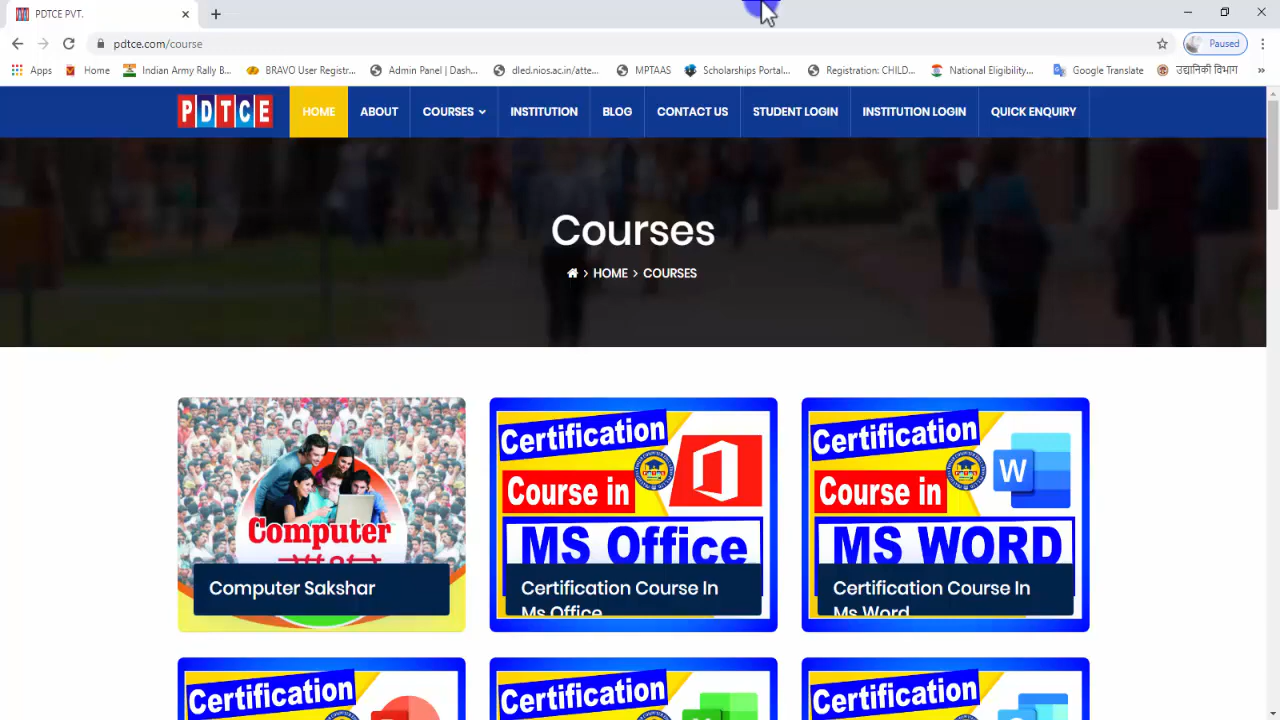 PDTCE PVT.
pdtce.com/course
Paused
Apps
Home
Indian Army Rally B...
BRAVO User Registr...
Admin Panel | Dash...
dled.nios.ac.in/atte...
MPTAAS
Scholarships Portal...
Registration: CHILD...
National Eligibility...
Google Translate
उद्यानिकी विभाग
PDTCE
HOME
ABOUT
COURSES
INSTITUTION
BLOG
CONTACT US
STUDENT LOGIN
INSTITUTION LOGIN
QUICK ENQUIRY
Courses
HOME > COURSES
Computer
Computer Sakshar
Certification
Course in
MS Office
Certification Course In
Ms Office
Certification
Course in
W
MS WORD
Certification Course In
Ms Word
Certification
Certification
Certification